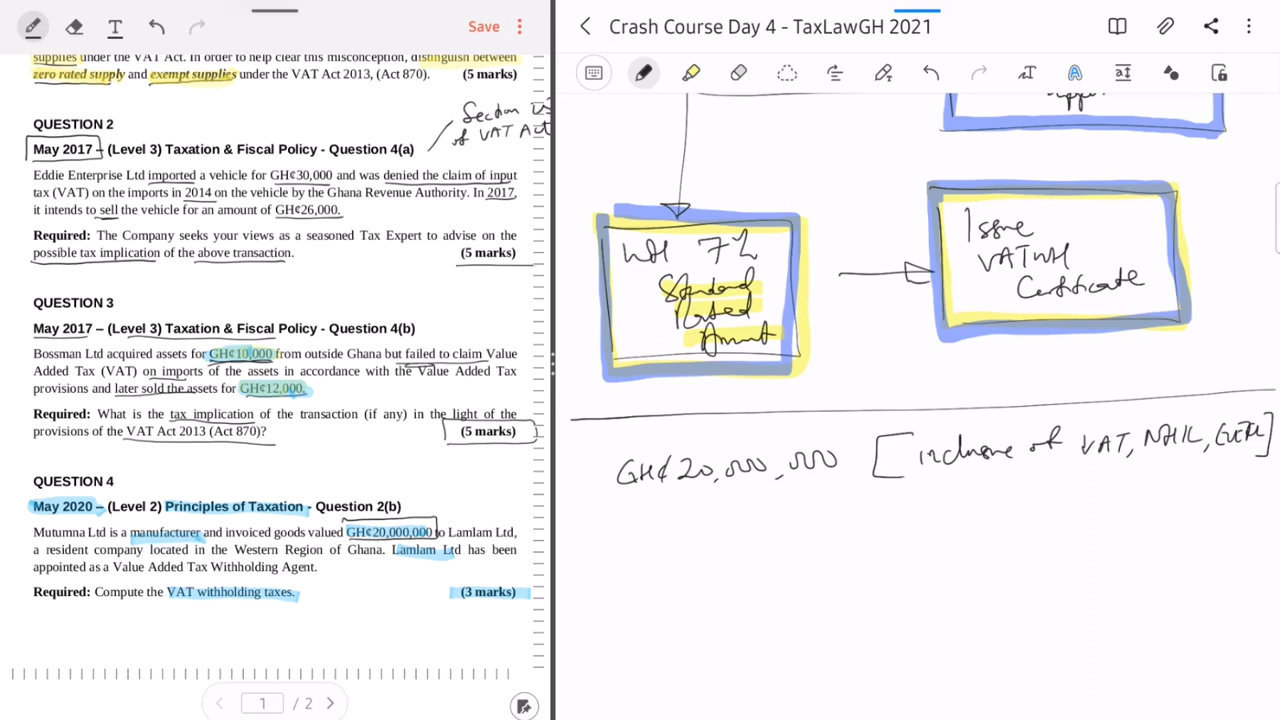 Save
supplies under the VAT Act. In order to help clear this misconception, distinguish between
zero rated supply and exempt supplies under the VAT Act 2013, (Act 870). (5 marks)
Section
of VAT Act
QUESTION 2
May 2017 – (Level 3) Taxation & Fiscal Policy - Question 4(a)
Eddie Enterprise Ltd imported a vehicle for GH¢30,000 and was denied the claim of input
tax (VAT) on the imports in 2014 on the vehicle by the Ghana Revenue Authority. In 2017,
it intends to sell the vehicle for an amount of GH¢26,000.
Required: The Company seeks your views as a seasoned Tax Expert to advise on the
possible tax implication of the above transaction. (5 marks)
QUESTION 3
May 2017 – (Level 3) Taxation & Fiscal Policy - Question 4(b)
Bossman Ltd acquired assets for GH¢10,000 from outside Ghana but failed to claim Value
Added Tax (VAT) on imports of the assets in accordance with the Value Added Tax
provisions and later sold the assets for GH¢12,000.
Required: What is the tax implication of the transaction (if any) in the light of the
provisions of the VAT Act 2013 (Act 870)? (5 marks)
QUESTION 4
May 2020 – (Level 2) Principles of Taxation - Question 2(b)
Mutumna Ltd is a manufacturer and invoiced goods valued GH¢20,000,000 to Lamlam Ltd,
a resident company located in the Western Region of Ghana. Lamlam Ltd has been
appointed as a Value Added Tax Withholding Agent.
Required: Compute the VAT withholding taxes. (3 marks)
1 / 2
Crash Course Day 4 - TaxLawGH 2021
WH 7%
Standard
Rated
Amount
Issue
VAT WH
Certificate
GH¢20,000,000 [inclusive of VAT, NHIL, GETFL]